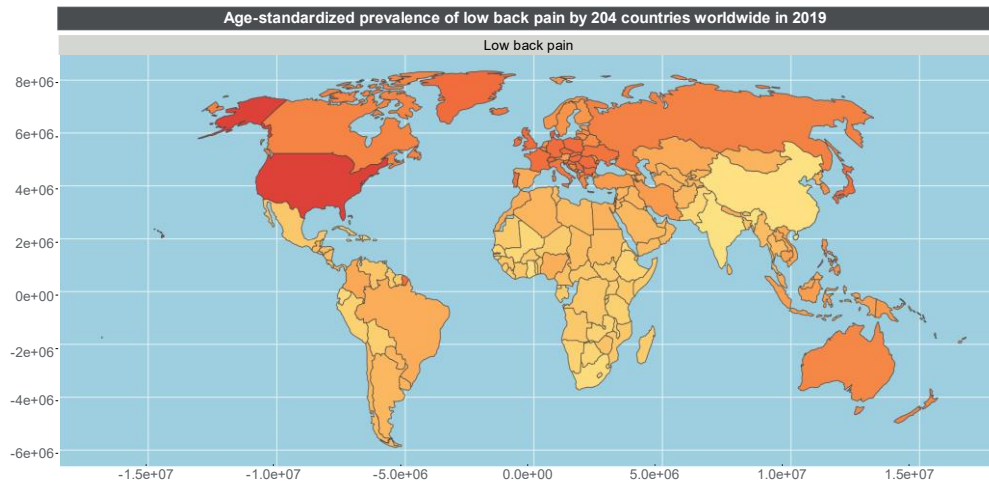 Age-standardized prevalence of low back pain by 204 countries worldwide in 2019
Low back pain
8e+06
6e+06
4e+06
2e+06
0e+00
-2e+06
-4e+06
-6e+06
-1.5e+07 -1.0e+07 -5.0e+06 0.0e+00 5.0e+06 1.0e+07 1.5e+07